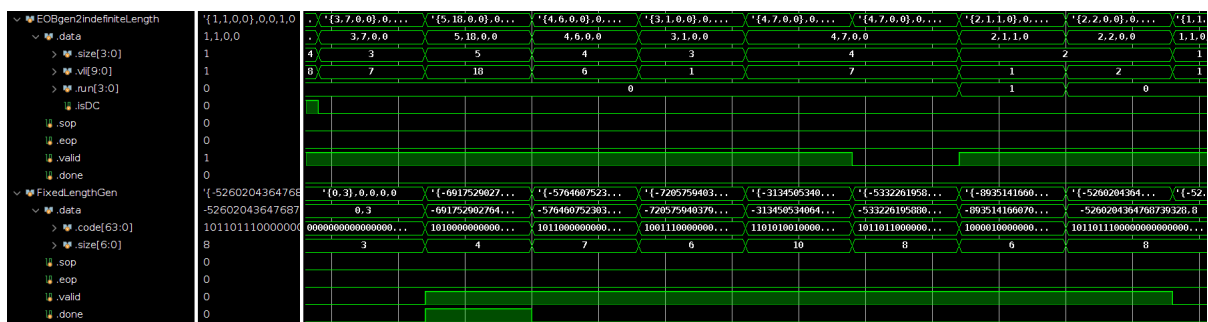 EOBgen2indefiniteLength '{1,1,0,0},0,0,1,0 '{3,7,0,0},0,... '{5,18,0,0},0... '{4,6,0,0},0,... '{3,1,0,0},0,... '{4,7,0,0},0,... '{4,7,0,0},0,... '{2,1,1,0},0,... '{2,2,0,0},0,... '{1,1.
.data 1,1,0,0 3,7,0,0 5,18,0,0 4,6,0,0 3,1,0,0 4,7,0,0 2,1,1,0 2,2,0,0 1,1,0
.size[3:0] 1 4 3 5 4 3 4 2 1
.vli[9:0] 1 8 7 18 6 1 7 1 2 1
.run[3:0] 0 0 1 0
.isDC 0
.sop 0
.eop 0
.valid 1
.done 0
FixedLengthGen '{-526020436476 '{0,3},0,0,0,0 '{-6917529027... '{-5764607523... '{-7205759403... '{-3134505340... '{-5332261958... '{-8935141660... '{-5260204364... '{-52.
.data -52602043647687 0,3 -691752902764... -576460752303... -720575940379... -313450534064... -533226195880... -893514166070... -5260204364768739328,8
.code[63:0] 101101110000000 0000000000000000... 1010000000000... 1011000000000... 1001110000000... 1101010010000... 1011011000000... 1000010000000... 10110111000000000000000...
.size[6:0] 8 3 4 7 6 10 8 6 8
.sop 0
.eop 0
.valid 0
.done 0